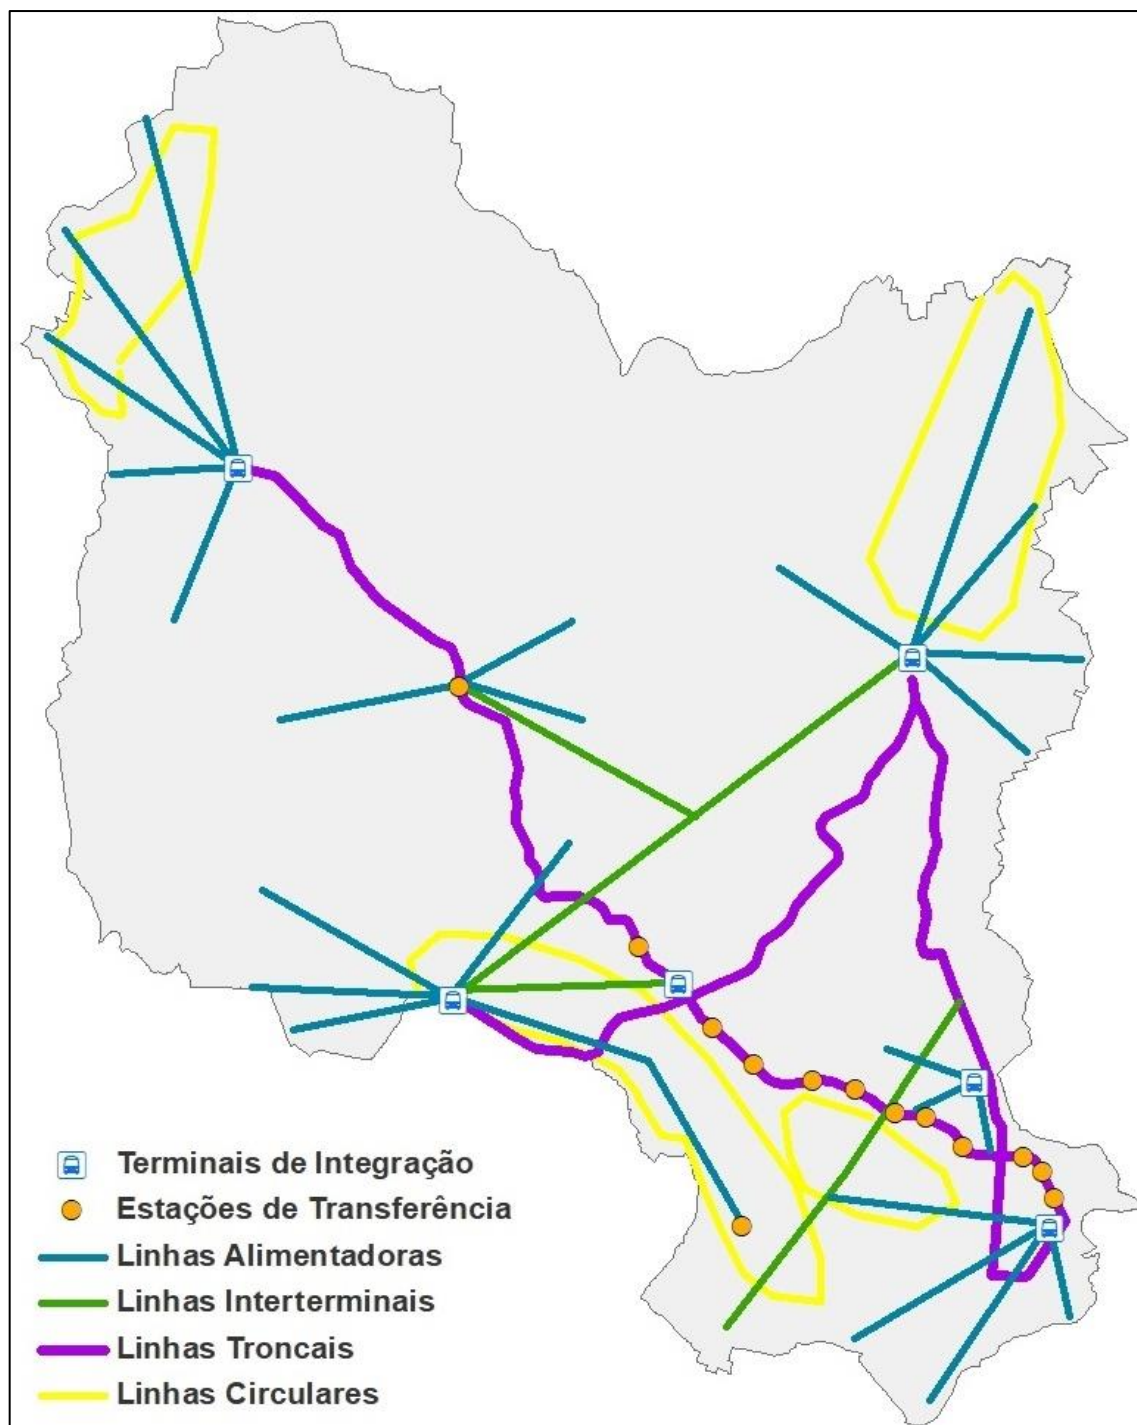 Terminais de Integração
Estações de Transferência
Linhas Alimentadoras
Linhas Interterminais
Linhas Troncais
Linhas Circulares